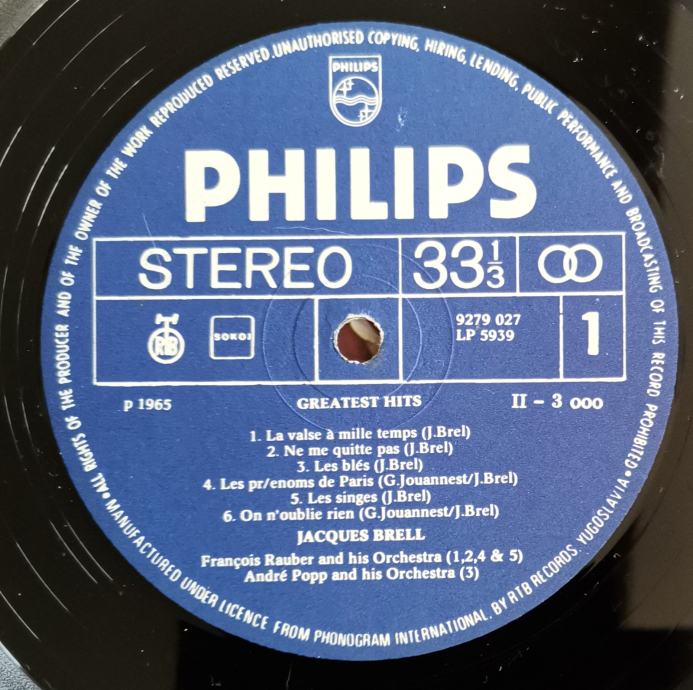 ALL RIGHTS OF THE PRODUCER AND OF THE OWNER OF THE WORK REPRODUCED RESERVED. UNAUTHORISED COPYING, HIRING, LENDING, PUBLIC PERFORMANCE AND BROADCASTING OF THIS RECORD PROHIBITED •
PHILIPS
PHILIPS
STEREO
33 1/3
RTB
SOKOJ
9279 027
LP 5939
1
p 1965
GREATEST HITS
II - 3 000
1. La valse à mille temps (J.Brel)
2. Ne me quitte pas (J.Brel)
3. Les blés (J.Brel)
4. Les pr/enoms de Paris (G.Jouannest/J.Brel)
5. Les singes (J.Brel)
6. On n'oublie rien (G.Jouannest/J.Brel)
JACQUES BRELL
François Rauber and his Orchestra (1,2,4 & 5)
André Popp and his Orchestra (3)
• MANUFACTURED UNDER LICENCE FROM PHONOGRAM INTERNATIONAL. BY RTB RECORDS. YUGOSLAVIA